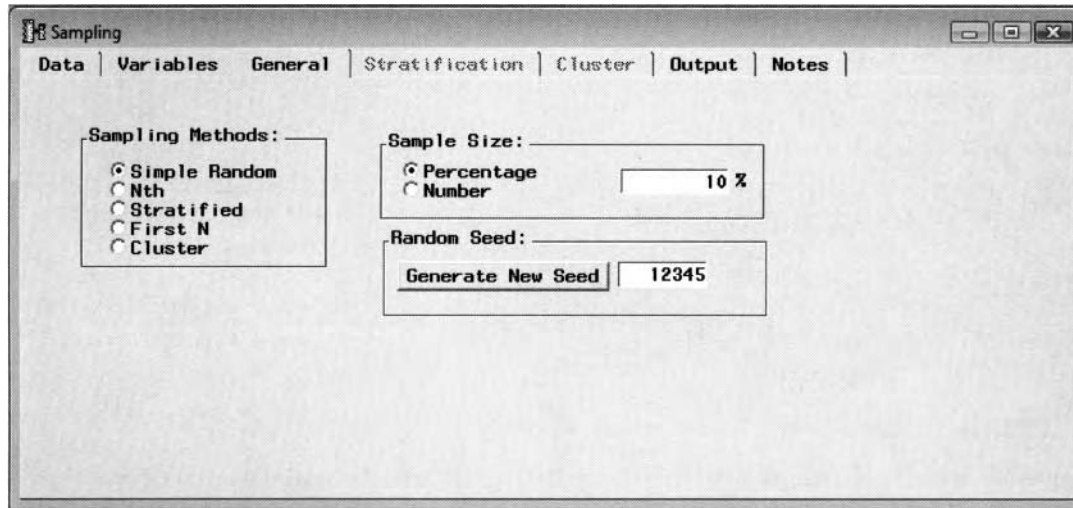 Sampling
Data Variables General Stratification Cluster Output Notes
Sampling Methods:
Simple Random
Nth
Stratified
First N
Cluster
Sample Size:
Percentage
Number
10 %
Random Seed:
Generate New Seed 12345